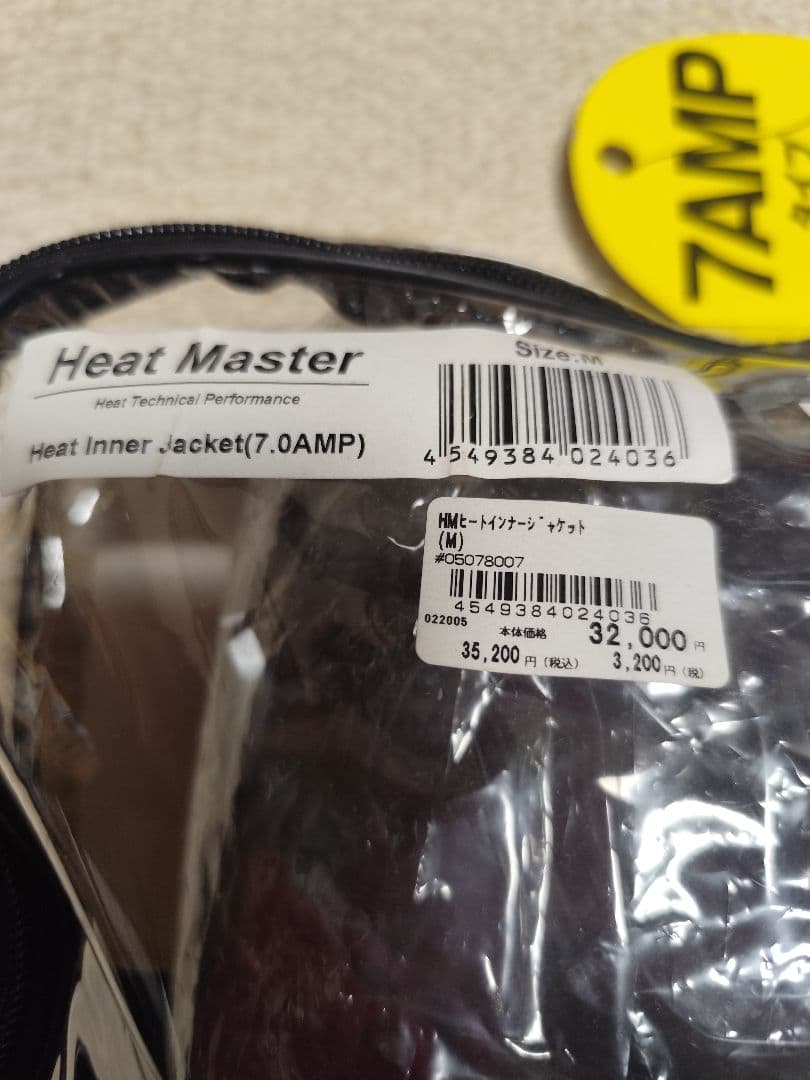 7AMP
Heat Master
Heat Technical Performance
Heat Inner Jacket(7.0AMP)
Size:M
4 549384 024036
HMヒートインナージャケット
(M)
#05078007
4549384024036
022005
本体価格 32,000円
35,200円(税込) 3,200円(税)